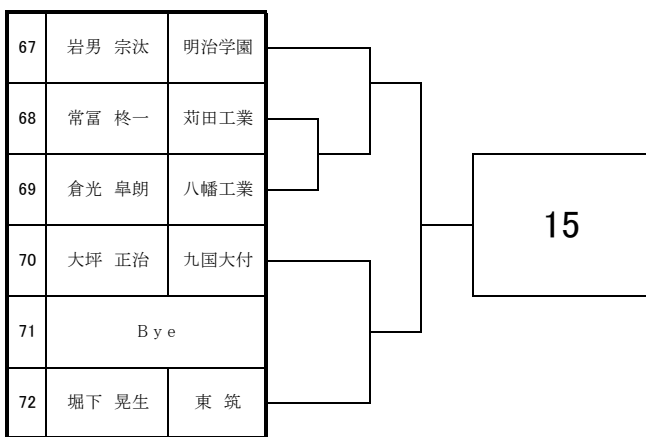 67 岩男 宗汰 明治学園
68 常冨 柊一 苅田工業
69 倉光 皐朗 八幡工業
70 大坪 正治 九国大付
71 Ｂｙｅ
72 堀下 晃生 東 筑
15